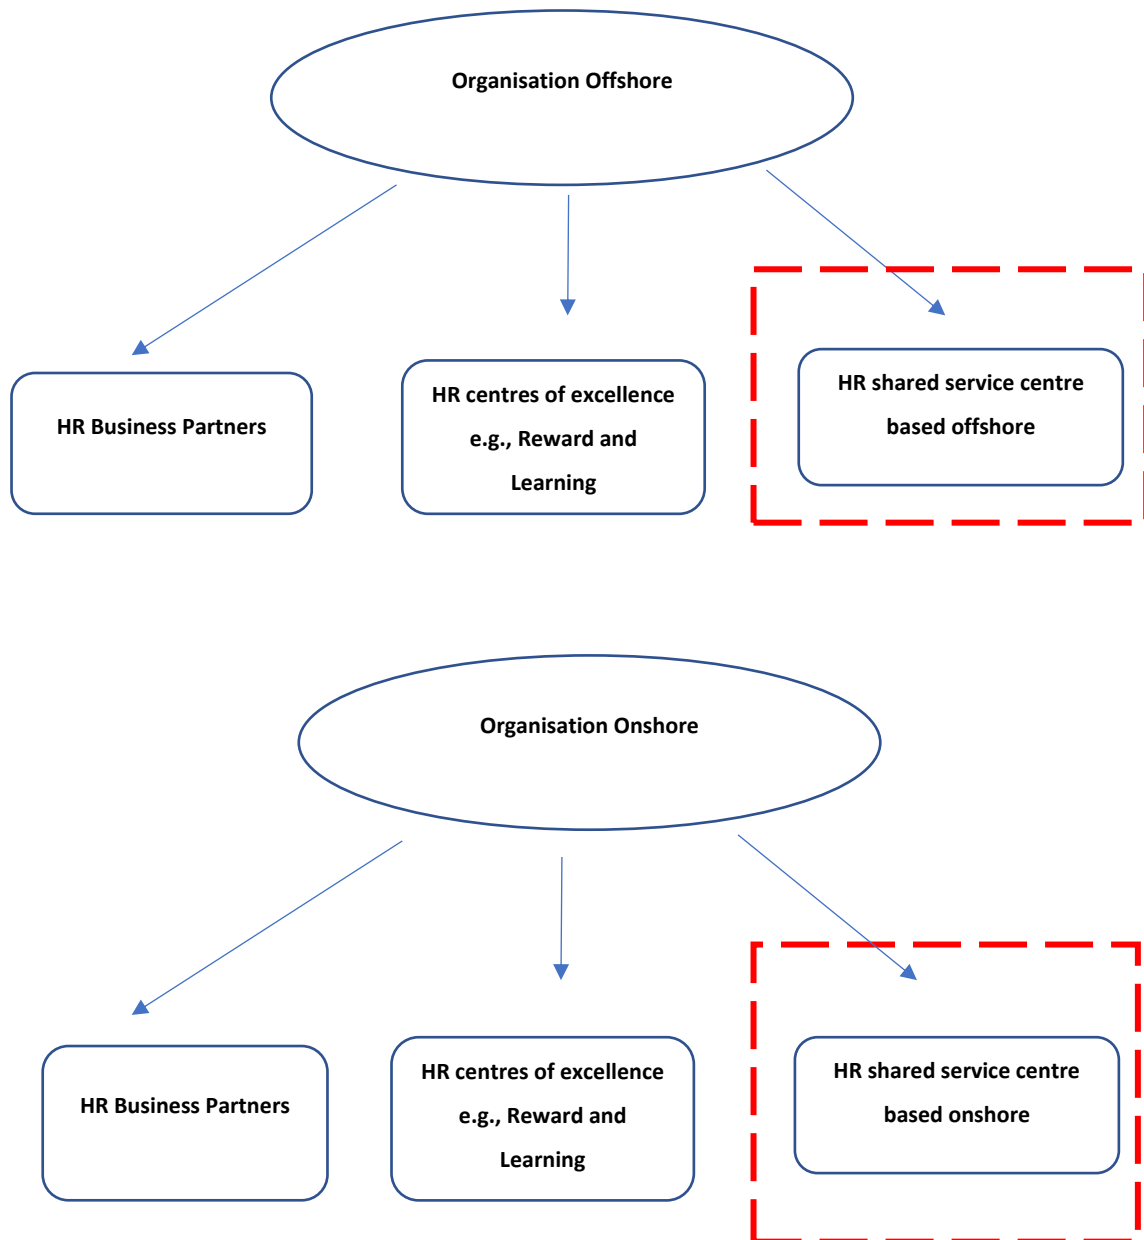 Organisation Offshore
HR Business Partners
HR centres of excellence
e.g., Reward and
Learning
HR shared service centre
based offshore
Organisation Onshore
HR Business Partners
HR centres of excellence
e.g., Reward and
Learning
HR shared service centre
based onshore